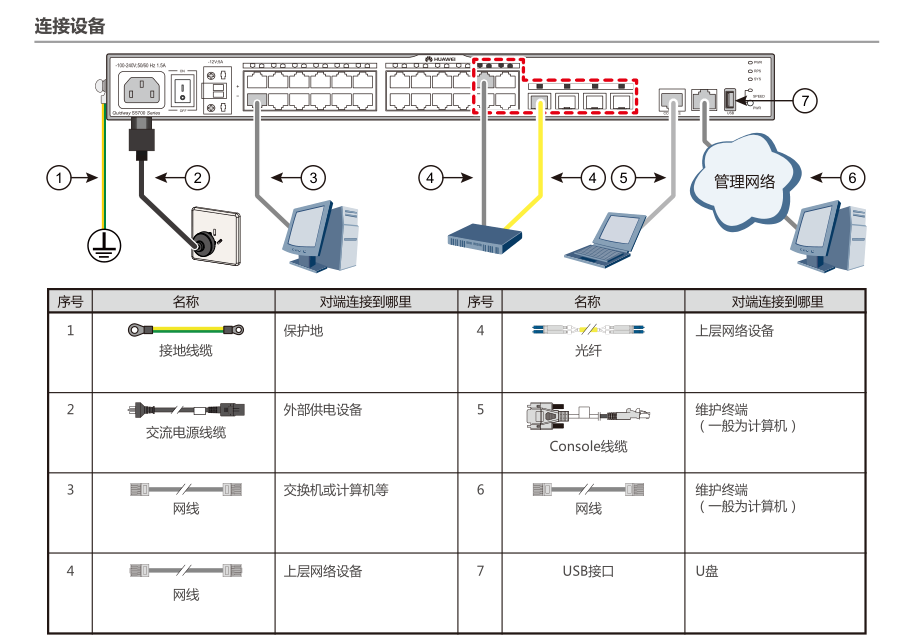 连接设备
-100-240V;50/60 Hz 1.5A
-12V;6A
HUAWEI
PWR
RPS
SYS
SPEED
PWR
USB
Quidway S5700 Series
ON
OFF
1
2
3
4
4
5
6
7
管理网络
序号 名称 对端连接到哪里 序号 名称 对端连接到哪里
1 接地线缆 保护地 4 光纤 上层网络设备
2 交流电源线缆 外部供电设备 5 Console线缆 维护终端
(一般为计算机)
3 网线 交换机或计算机等 6 网线 维护终端
(一般为计算机)
4 网线 上层网络设备 7 USB接口 U盘